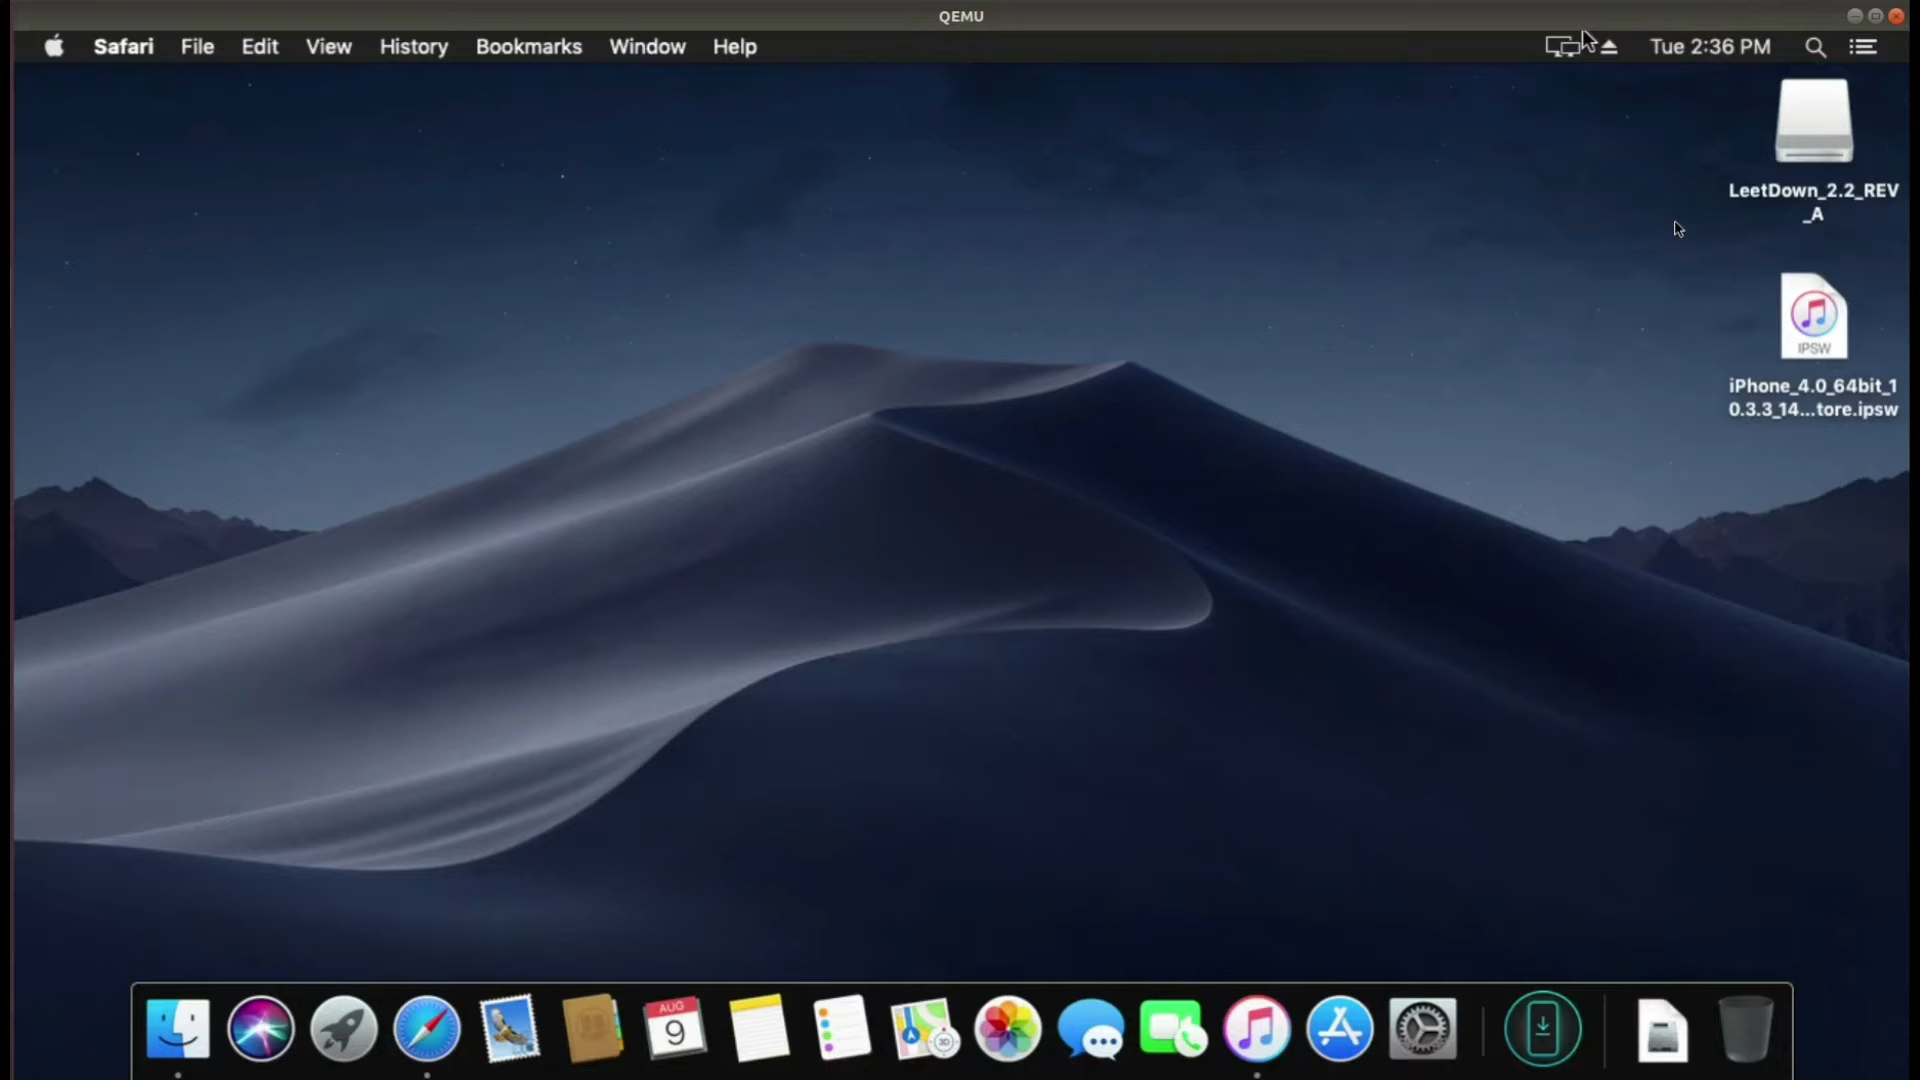 QEMU
Safari File Edit View History Bookmarks Window Help Tue 2:36 PM
LeetDown_2.2_REV
_A
IPSW
iPhone_4.0_64bit_1
0.3.3_14...tore.ipsw
AUG
9
3D